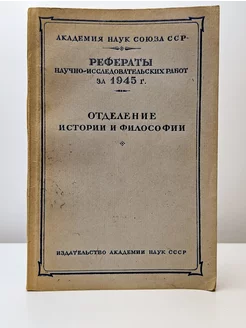 АКАДЕМИЯ НАУК СОЮЗА ССР
РЕФЕРАТЫ
НАУЧНО-ИССЛЕДОВАТЕЛЬСКИХ РАБОТ
ЗА 1945 г.
ОТДЕЛЕНИЕ
ИСТОРИИ И ФИЛОСОФИИ
ИЗДАТЕЛЬСТВО АКАДЕМИИ НАУК СССР